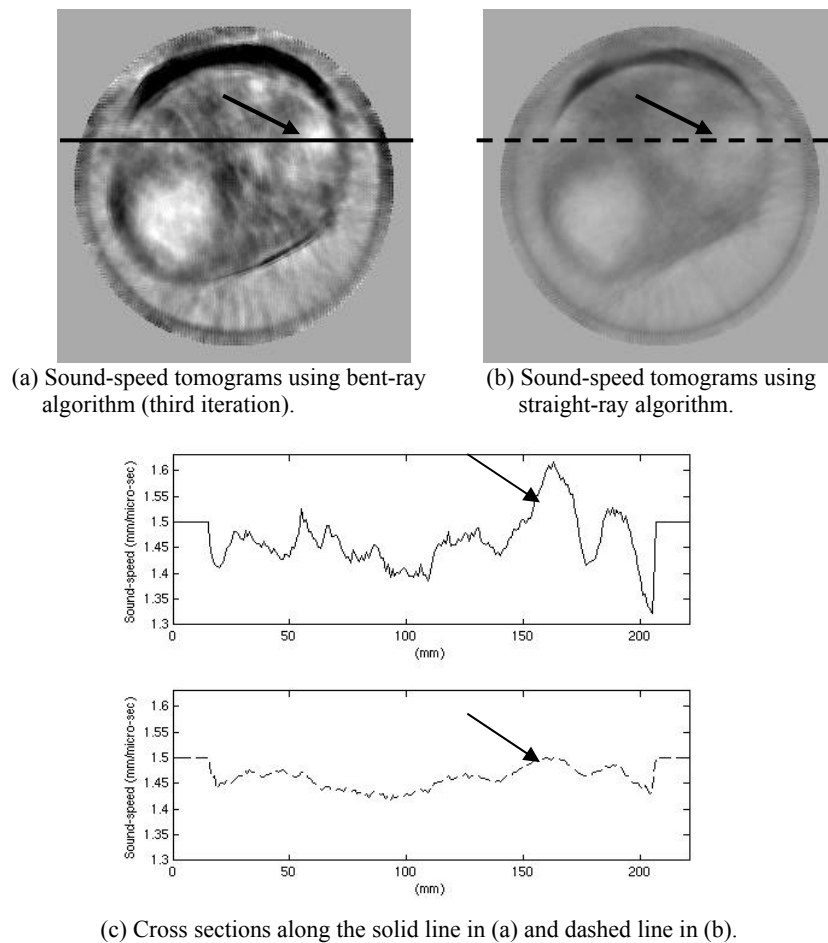 (a) Sound-speed tomograms using bent-ray
algorithm (third iteration).
(b) Sound-speed tomograms using
straight-ray algorithm.
Sound-speed (mm/micro-sec)
1.6
1.55
1.5
1.45
1.4
1.35
1.3
0 50 100 150 200
(mm)
Sound-speed (mm/micro-sec)
1.6
1.55
1.5
1.45
1.4
1.35
1.3
0 50 100 150 200
(mm)
(c) Cross sections along the solid line in (a) and dashed line in (b).